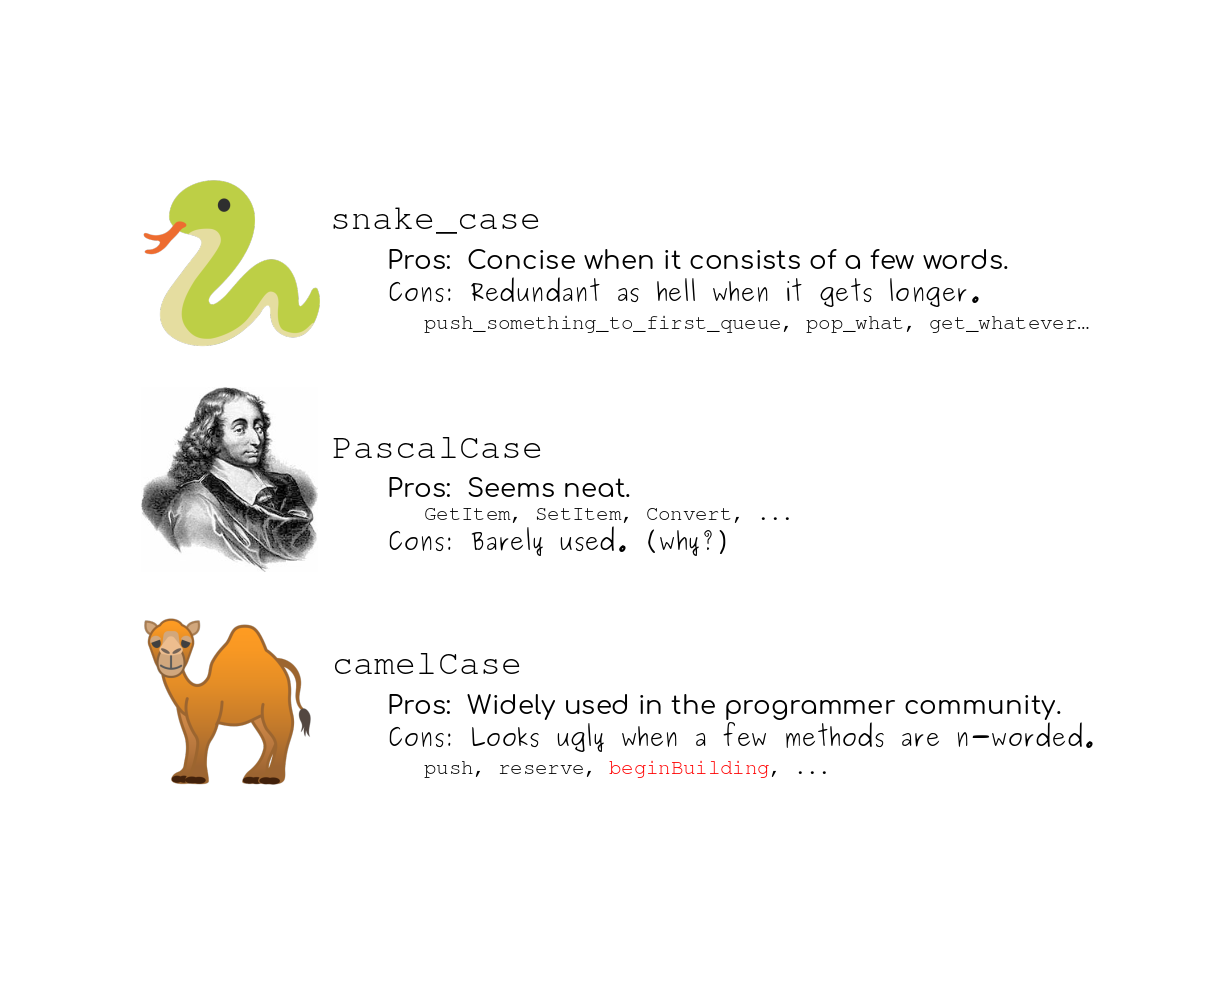 snake_case
Pros: Concise when it consists of a few words.
Cons: Redundant as hell when it gets longer.
push_something_to_first_queue, pop_what, get_whatever…
PascalCase
Pros: Seems neat.
GetItem, SetItem, Convert, ...
Cons: Barely used. (why?)
camelCase
Pros: Widely used in the programmer community.
Cons: Looks ugly when a few methods are n-worded.
push, reserve, beginBuilding, ...